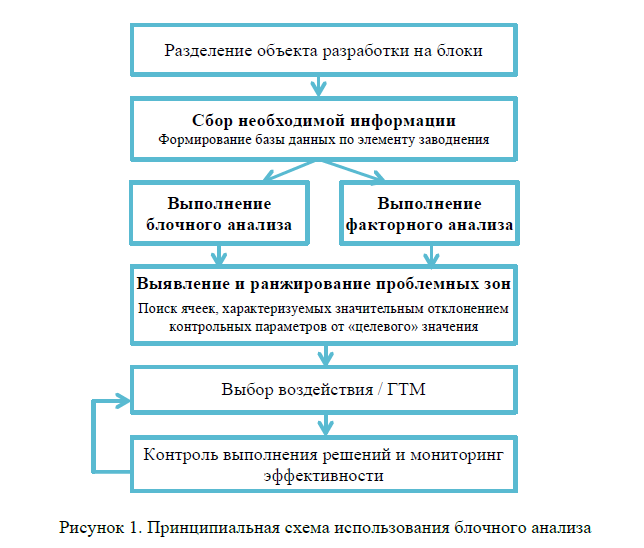 Разделение объекта разработки на блоки
Сбор необходимой информации
Формирование базы данных по элементу заводнения
Выполнение
блочного анализа
Выполнение
факторного анализа
Выявление и ранжирование проблемных зон
Поиск ячеек, характеризуемых значительным отклонением
контрольных параметров от «целевого» значения
Выбор воздействия / ГТМ
Контроль выполнения решений и мониторинг
эффективности
Рисунок 1. Принципиальная схема использования блочного анализа